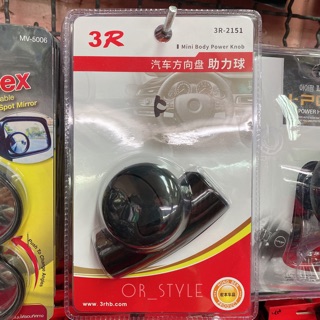 MV-5006
ex
Spot Mirror
3R
3R-2151
Mini Body Power Knob
汽车方向盘 助力球
www.3rhb.com
OR_STYLE